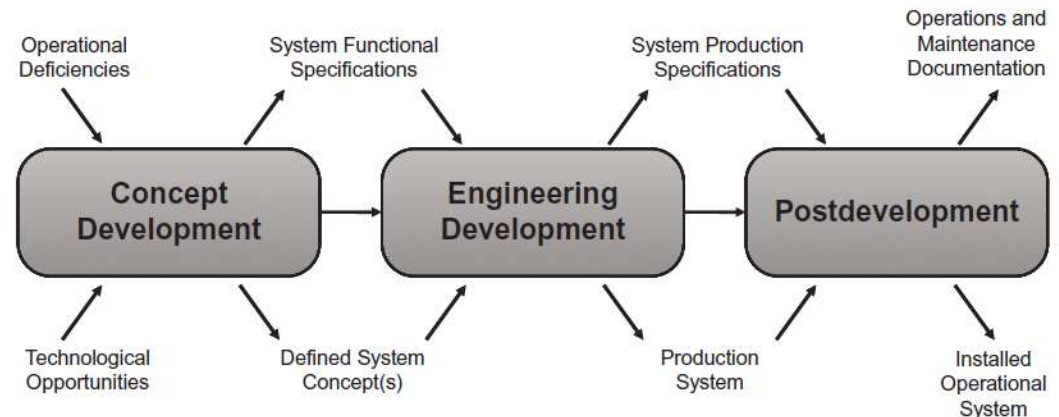 Operational
Deficiencies
System Functional
Specifications
System Production
Specifications
Operations and
Maintenance
Documentation
Concept
Development
Engineering
Development
Postdevelopment
Technological
Opportunities
Defined System
Concept(s)
Production
System
Installed
Operational
System